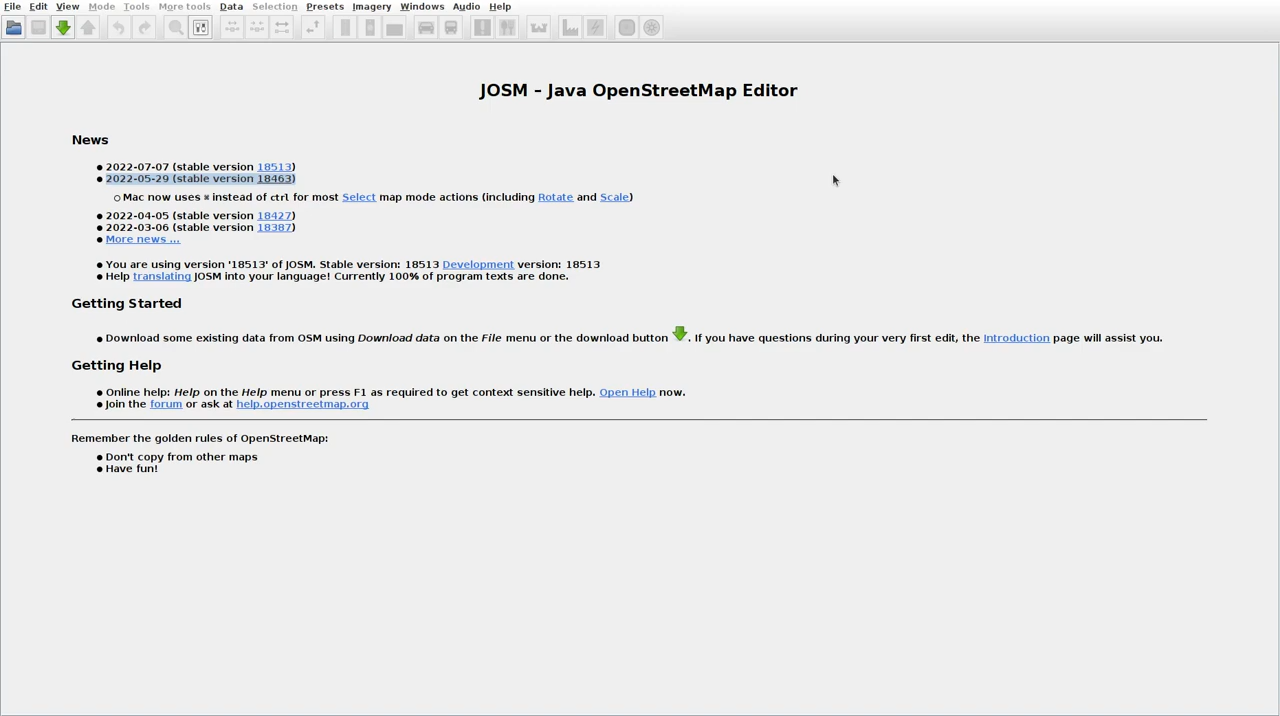 File Edit View Mode Tools More tools Data Selection Presets Imagery Windows Audio Help
JOSM – Java OpenStreetMap Editor
News
2022-07-07 (stable version 18513)
2022-05-29 (stable version 18463)
Mac now uses ⌘ instead of ctrl for most Select map mode actions (including Rotate and Scale)
2022-04-05 (stable version 18427)
2022-03-06 (stable version 18387)
More news ...
You are using version '18513' of JOSM. Stable version: 18513 Development version: 18513
Help translating JOSM into your language! Currently 100% of program texts are done.
Getting Started
Download some existing data from OSM using Download data on the File menu or the download button . If you have questions during your very first edit, the Introduction page will assist you.
Getting Help
Online help: Help on the Help menu or press F1 as required to get context sensitive help. Open Help now.
Join the forum or ask at help.openstreetmap.org
Remember the golden rules of OpenStreetMap:
Don't copy from other maps
Have fun!